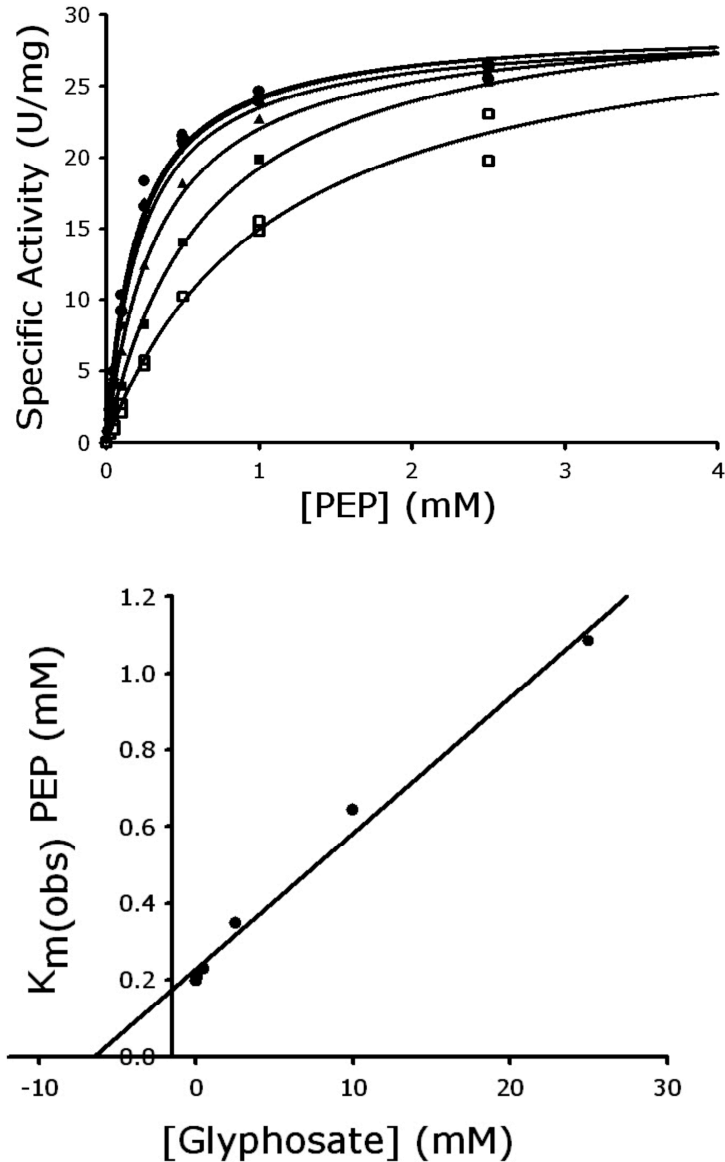 Specific Activity (U/mg)
30
25
20
15
10
5
0
0 1 2 3 4
[PEP] (mM)
Km(obs) PEP (mM)
1.2
1.0
0.8
0.6
0.4
0.2
0.0
-10 0 10 20 30
[Glyphosate] (mM)